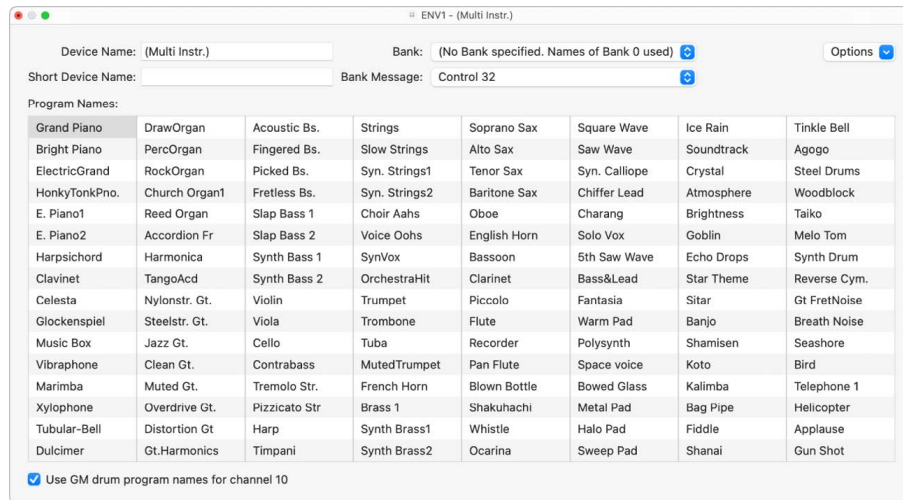 ENV1 - (Multi Instr.)
Device Name: (Multi Instr.) Bank: (No Bank specified. Names of Bank 0 used) Options
Short Device Name: Bank Message: Control 32
Program Names:
Grand Piano DrawOrgan Acoustic Bs. Strings Soprano Sax Square Wave Ice Rain Tinkle Bell
Bright Piano PercOrgan Fingered Bs. Slow Strings Alto Sax Saw Wave Soundtrack Agogo
ElectricGrand RockOrgan Picked Bs. Syn. Strings1 Tenor Sax Syn. Calliope Crystal Steel Drums
HonkyTonkPno. Church Organ1 Fretless Bs. Syn. Strings2 Baritone Sax Chiffer Lead Atmosphere Woodblock
E. Piano1 Reed Organ Slap Bass 1 Choir Aahs Oboe Charang Brightness Taiko
E. Piano2 Accordion Fr Slap Bass 2 Voice Oohs English Horn Solo Vox Goblin Melo Tom
Harpsichord Harmonica Synth Bass 1 SynVox Bassoon 5th Saw Wave Echo Drops Synth Drum
Clavinet TangoAcd Synth Bass 2 OrchestraHit Clarinet Bass&Lead Star Theme Reverse Cym.
Celesta Nylonstr. Gt. Violin Trumpet Piccolo Fantasia Sitar Gt FretNoise
Glockenspiel Steelstr. Gt. Viola Trombone Flute Warm Pad Banjo Breath Noise
Music Box Jazz Gt. Cello Tuba Recorder Polysynth Shamisen Seashore
Vibraphone Clean Gt. Contrabass MutedTrumpet Pan Flute Space voice Koto Bird
Marimba Muted Gt. Tremolo Str. French Horn Blown Bottle Bowed Glass Kalimba Telephone 1
Xylophone Overdrive Gt. Pizzicato Str Brass 1 Shakuhachi Metal Pad Bag Pipe Helicopter
Tubular-Bell Distortion Gt Harp Synth Brass1 Whistle Halo Pad Fiddle Applause
Dulcimer Gt.Harmonics Timpani Synth Brass2 Ocarina Sweep Pad Shanai Gun Shot
Use GM drum program names for channel 10